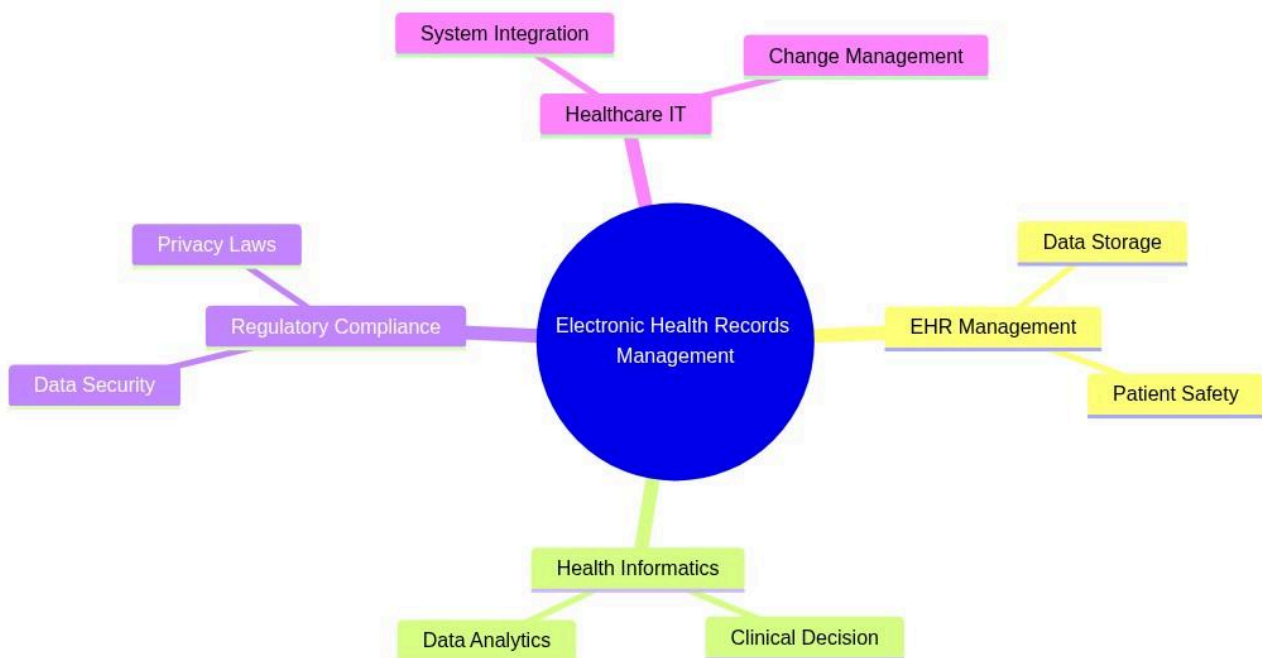 System Integration
Change Management
Healthcare IT
Privacy Laws
Data Storage
Regulatory Compliance
Electronic Health Records
Management
EHR Management
Data Security
Patient Safety
Health Informatics
Data Analytics
Clinical Decision